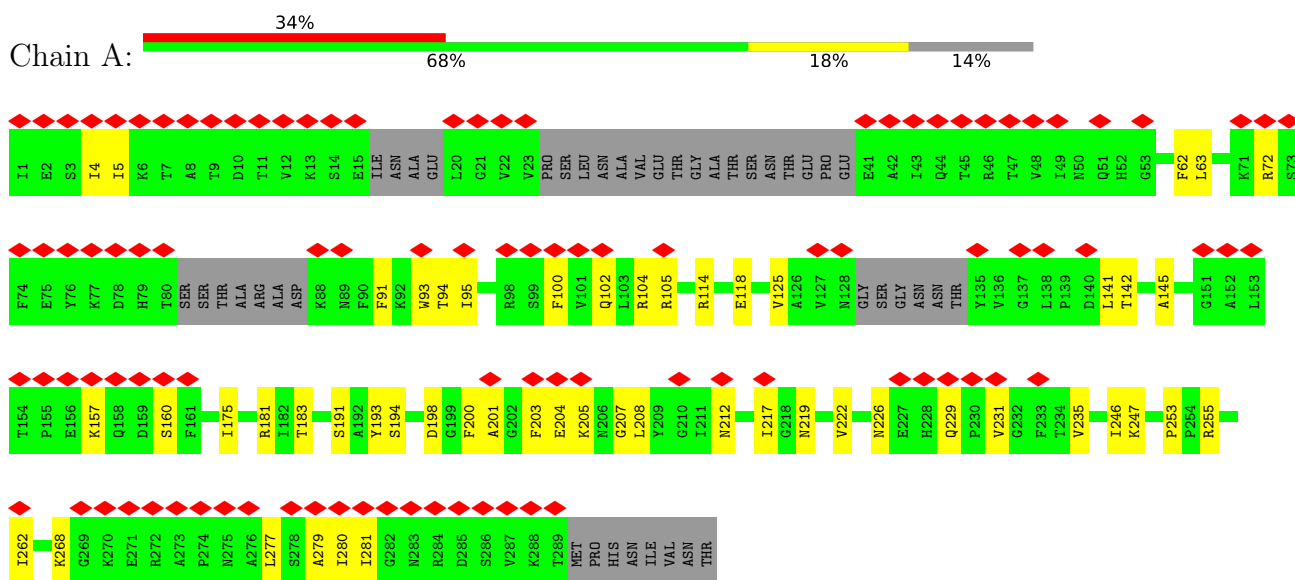 34%
Chain A:
68% 18% 14%
I1 E2 S3 I4 I5 K6 T7 A8 T9 D10 T11 V12 K13 S14 E15 ILE ASN ALA GLU L20 G21 V22 V23 PRO SER LEU ASN ALA VAL GLU THR GLY ALA THR SER ASN THR GLU PRO GLU E41 A42 I43 Q44 T45 R46 T47 V48 I49 N50 Q51 H52 G53 F62 L63 K71 R72 S73
F74 E75 Y76 K77 D78 H79 T80 SER SER THR ALA ARG ALA ASP K88 N89 P90 F91 K92 W93 T94 I95 R98 S99 F100 V101 Q102 L103 R104 R105 R114 E118 V125 A126 V127 N128 GLY SER GLY ASN ASN THR Y135 V136 G137 L138 P139 D140 L141 T142 A145 G151 A152 L153
T154 P155 E156 K157 Q158 D159 S160 F161 I175 R181 I182 T183 S191 A192 Y193 S194 D198 G199 F200 A201 G202 F203 E204 K205 N206 G207 L208 Y209 G210 I211 N212 I217 G218 N219 V222 N226 E227 H228 Q229 P230 V231 G232 F233 T234 V235 I246 K247 P253 P254 R255
I262 K268 G269 K270 E271 R272 A273 P274 N275 A276 L277 S278 A279 I280 I281 G282 N283 R284 D285 S286 V287 K288 T289 MET PRO HIS ASN ILE VAL ASN THR